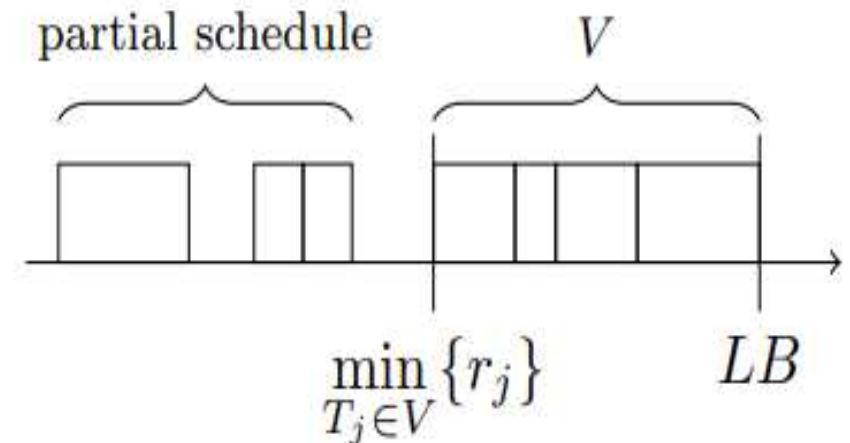 partial schedule
V
min {r_j}
T_j∈V
LB